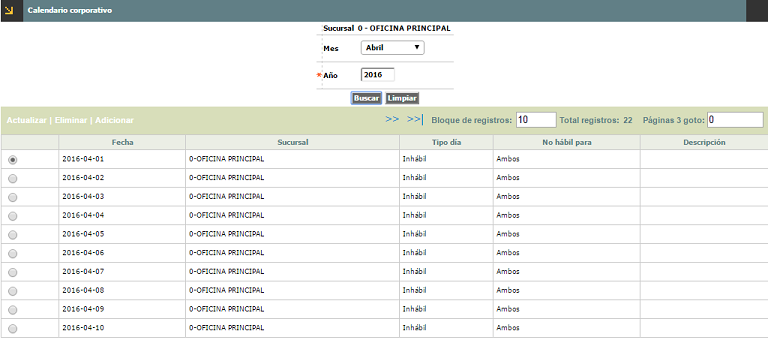 Calendario corporativo
Sucursal 0 - OFICINA PRINCIPAL
Mes Abril
*Año 2016
Buscar Limpiar
Actualizar | Eliminar | Adicionar >> >>| Bloque de registros: 10 Total registros: 22 Páginas 3 goto: 0
Fecha Sucursal Tipo día No hábil para Descripción
2016-04-01 0-OFICINA PRINCIPAL Inhábil Ambos
2016-04-02 0-OFICINA PRINCIPAL Inhábil Ambos
2016-04-03 0-OFICINA PRINCIPAL Inhábil Ambos
2016-04-04 0-OFICINA PRINCIPAL Inhábil Ambos
2016-04-05 0-OFICINA PRINCIPAL Inhábil Ambos
2016-04-06 0-OFICINA PRINCIPAL Inhábil Ambos
2016-04-07 0-OFICINA PRINCIPAL Inhábil Ambos
2016-04-08 0-OFICINA PRINCIPAL Inhábil Ambos
2016-04-09 0-OFICINA PRINCIPAL Inhábil Ambos
2016-04-10 0-OFICINA PRINCIPAL Inhábil Ambos